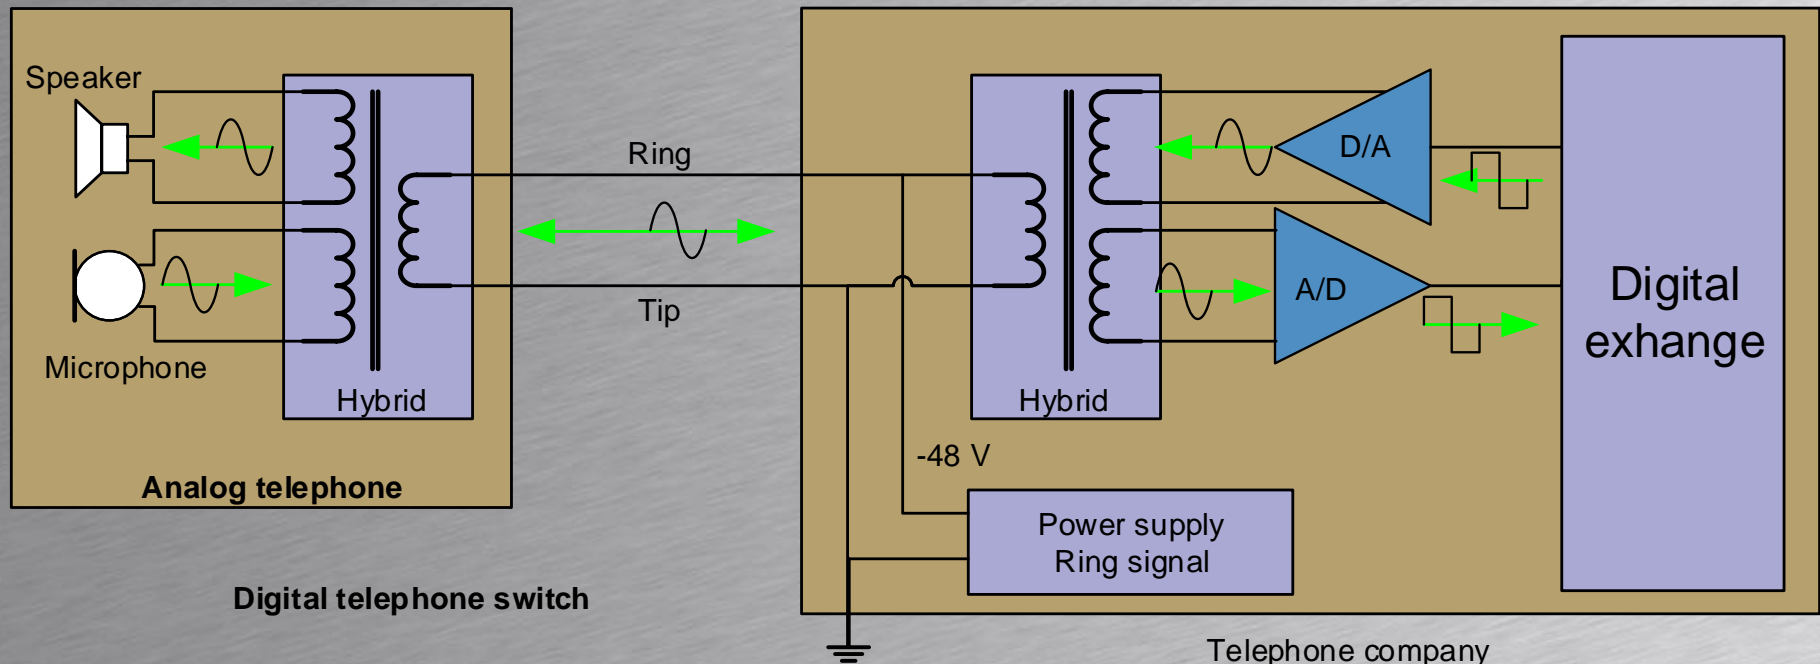 Speaker
Microphone
Hybrid
Analog telephone
Ring
Tip
Digital telephone switch
D/A
A/D
Hybrid
-48 V
Power supply
Ring signal
Digital
exhange
Telephone company